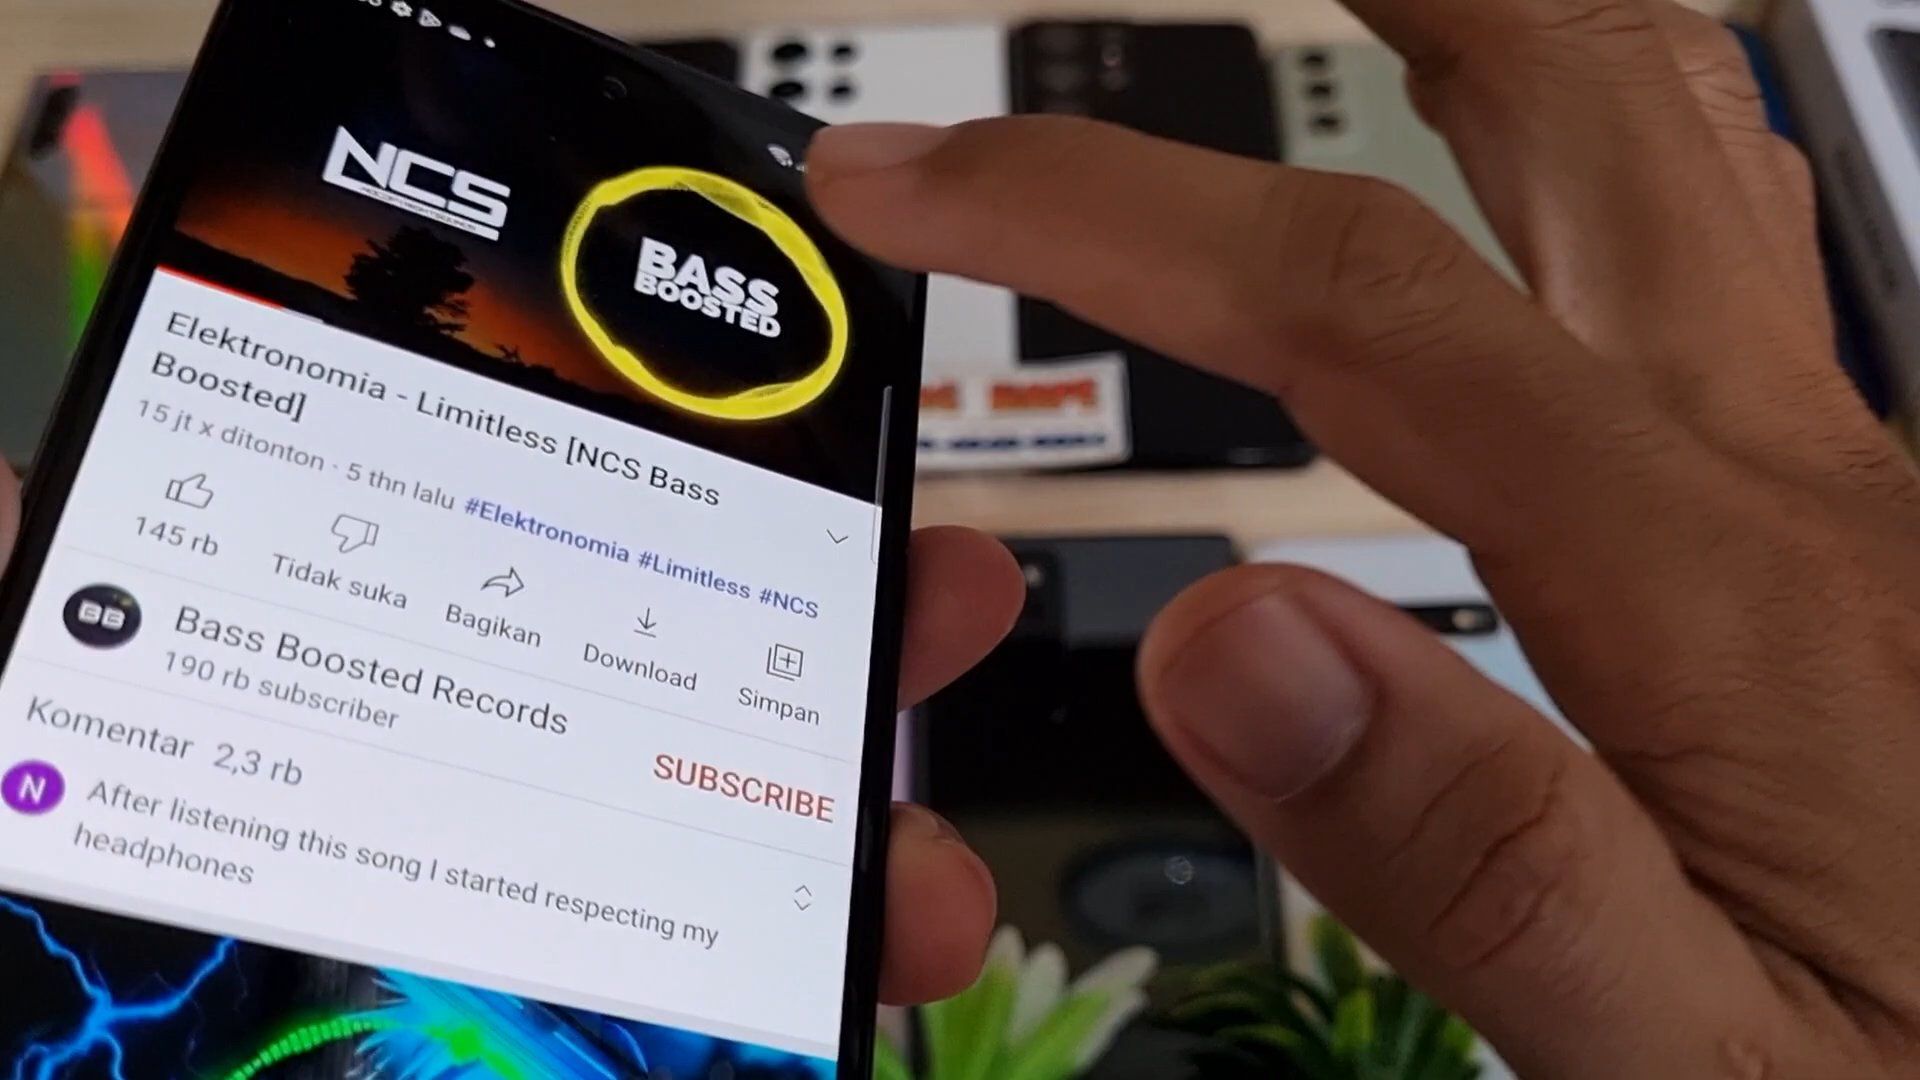 NCS
BASS
BOOSTED
Elektronomia - Limitless [NCS Bass
Boosted]
15 jt x ditonton · 5 thn lalu #Elektronomia #Limitless #NCS
145 rb
Tidak suka
Bagikan
Download
Simpan
Bass Boosted Records
190 rb subscriber
SUBSCRIBE
Komentar 2,3 rb
N
After listening this song I started respecting my
headphones